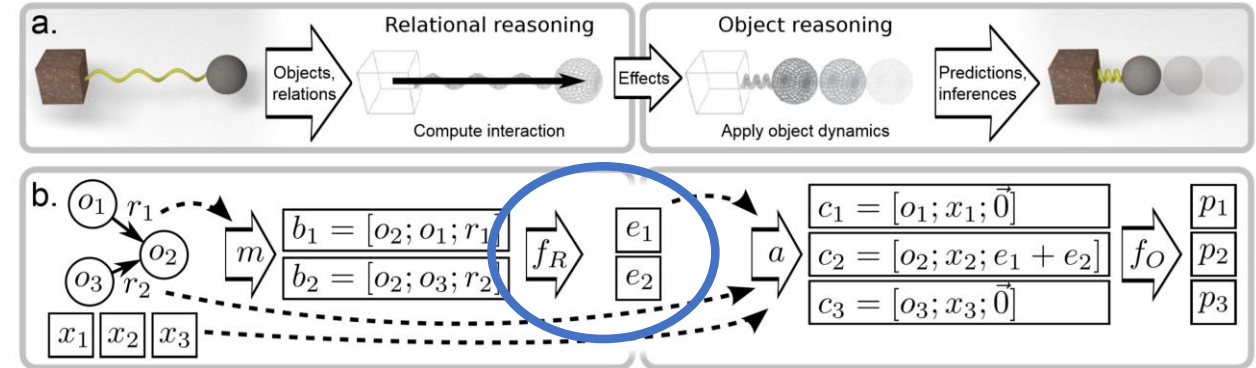 a.
Relational reasoning
Object reasoning
Objects,
relations
Effects
Predictions,
inferences
Compute interaction
Apply object dynamics
b.
o₁
r₁
o₂
o₃
r₂
x₁ x₂ x₃
m
b₁ = [o₂; o₁; r₁]
b₂ = [o₂; o₃; r₂]
f_R
e₁
e₂
a
c₁ = [o₁; x₁; 0⃗]
c₂ = [o₂; x₂; e₁ + e₂]
c₃ = [o₃; x₃; 0⃗]
f_O
p₁
p₂
p₃